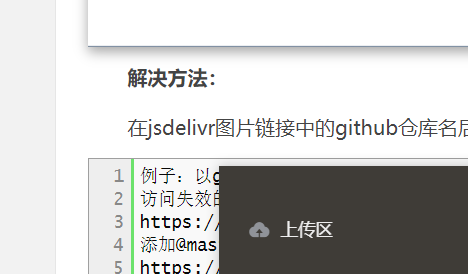 解决方法：
在jsdelivr图片链接中的github仓库名
1 例子：以
2 访问失效的
3 https://
4 添加@mas
5 https://
上传区